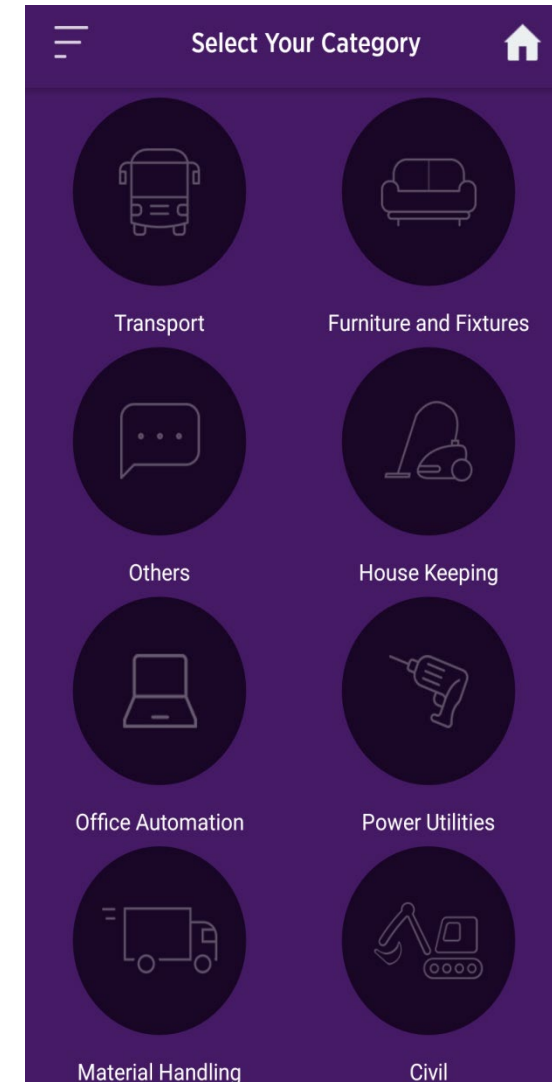 Select Your Category
Transport
Furniture and Fixtures
Others
House Keeping
Office Automation
Power Utilities
Material Handling
Civil